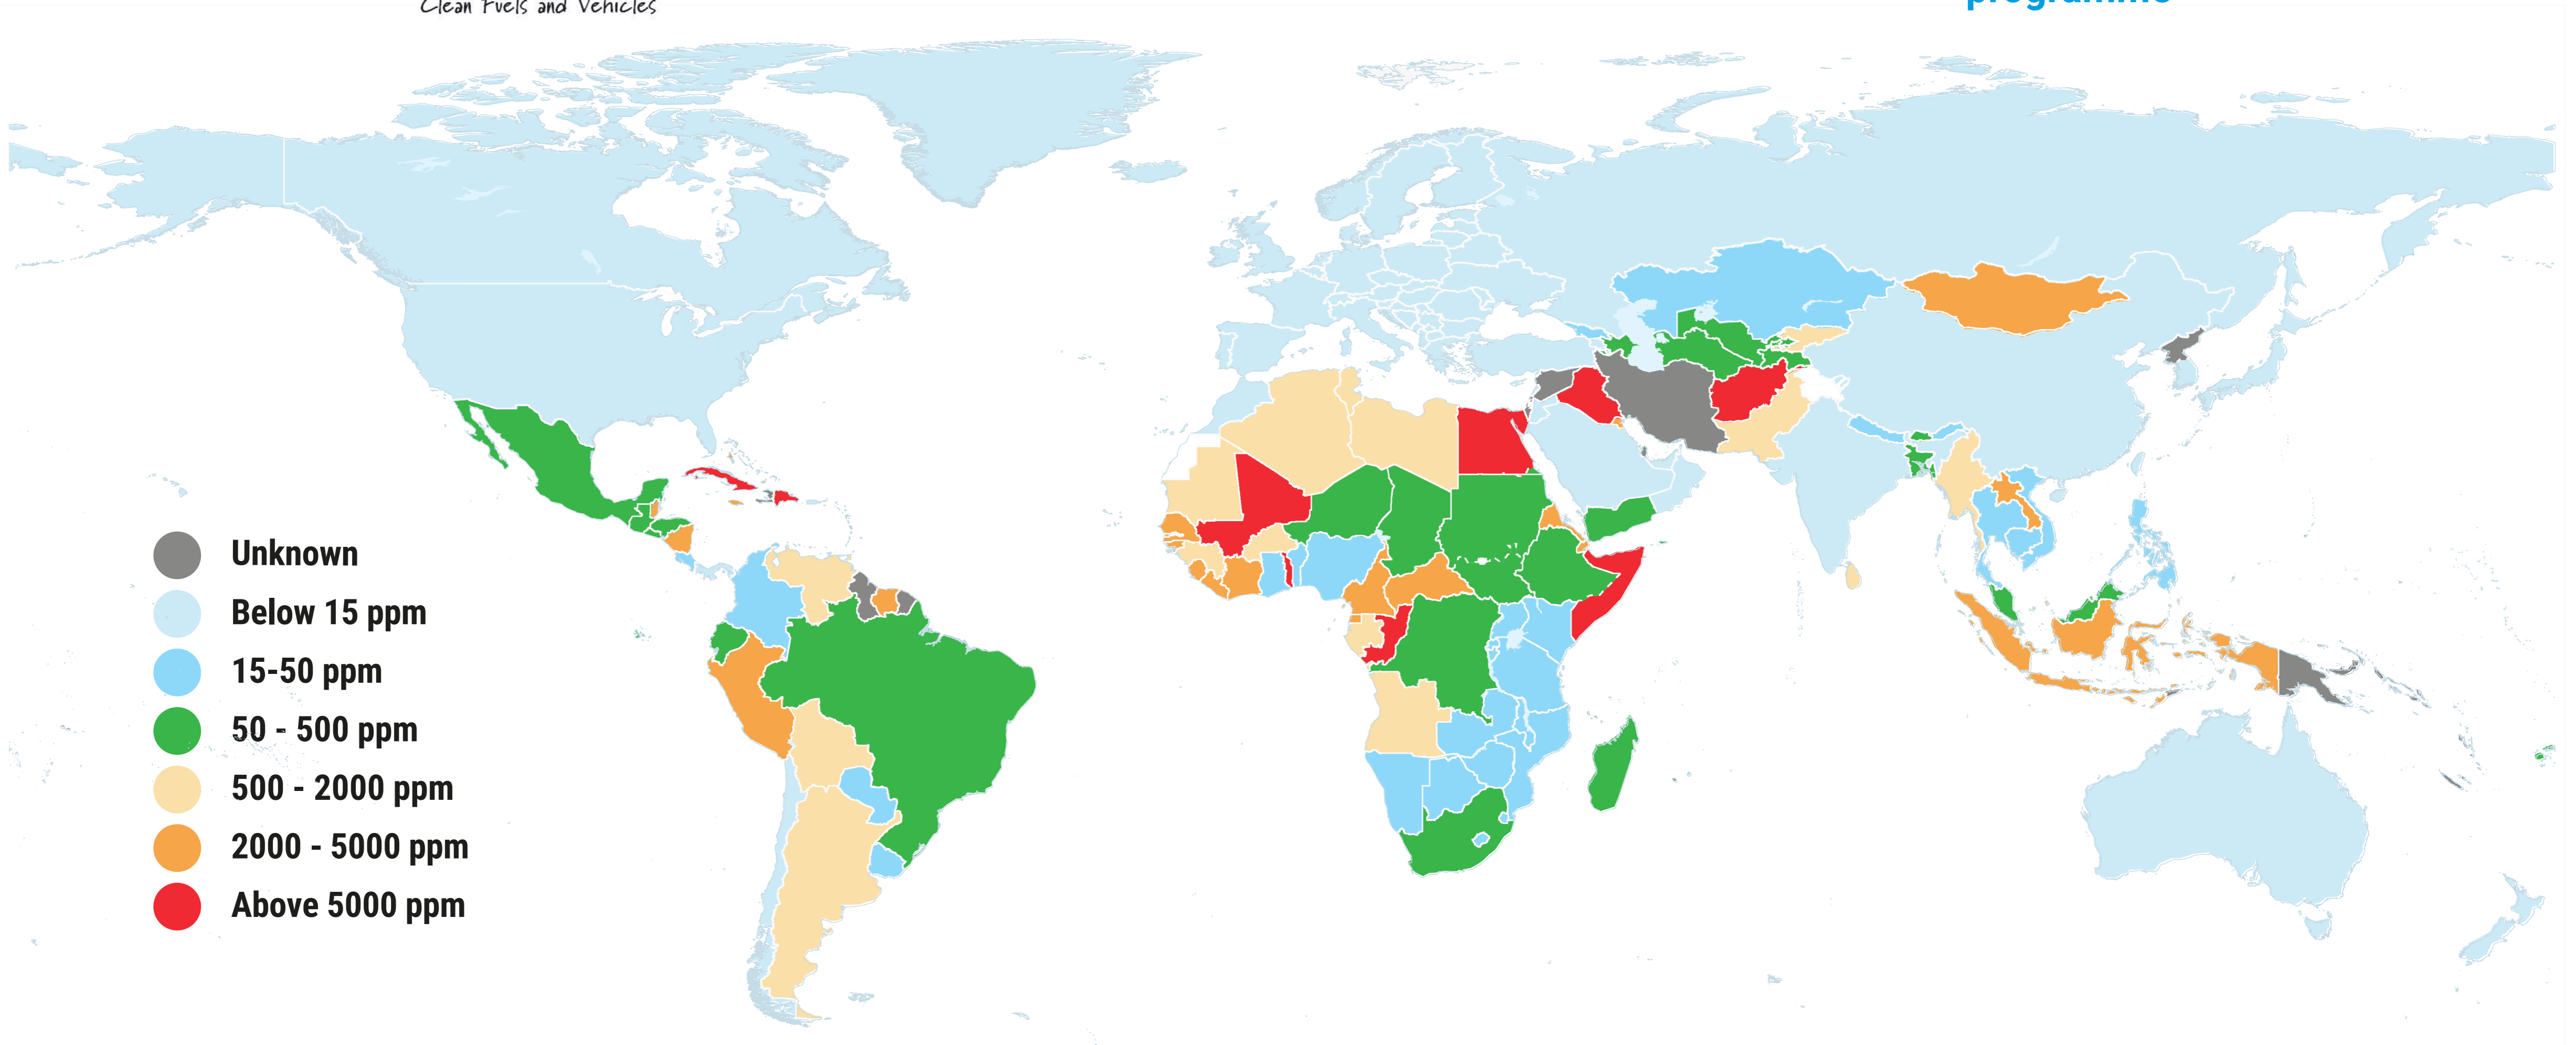 Clean Fuels and Vehicles
programme
Unknown
Below 15 ppm
15-50 ppm
50 - 500 ppm
500 - 2000 ppm
2000 - 5000 ppm
Above 5000 ppm